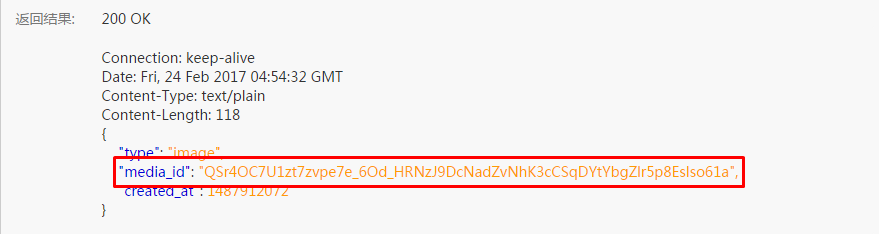 返回结果: 200 OK
Connection: keep-alive
Date: Fri, 24 Feb 2017 04:54:32 GMT
Content-Type: text/plain
Content-Length: 118
{
"type": "image",
"media_id": "QSr4OC7U1zt7zvpe7e_6Od_HRNzJ9DcNadZvNhK3cCSqDYtYbgZlr5p8EsIso61a",
"created_at": 1487912072
}